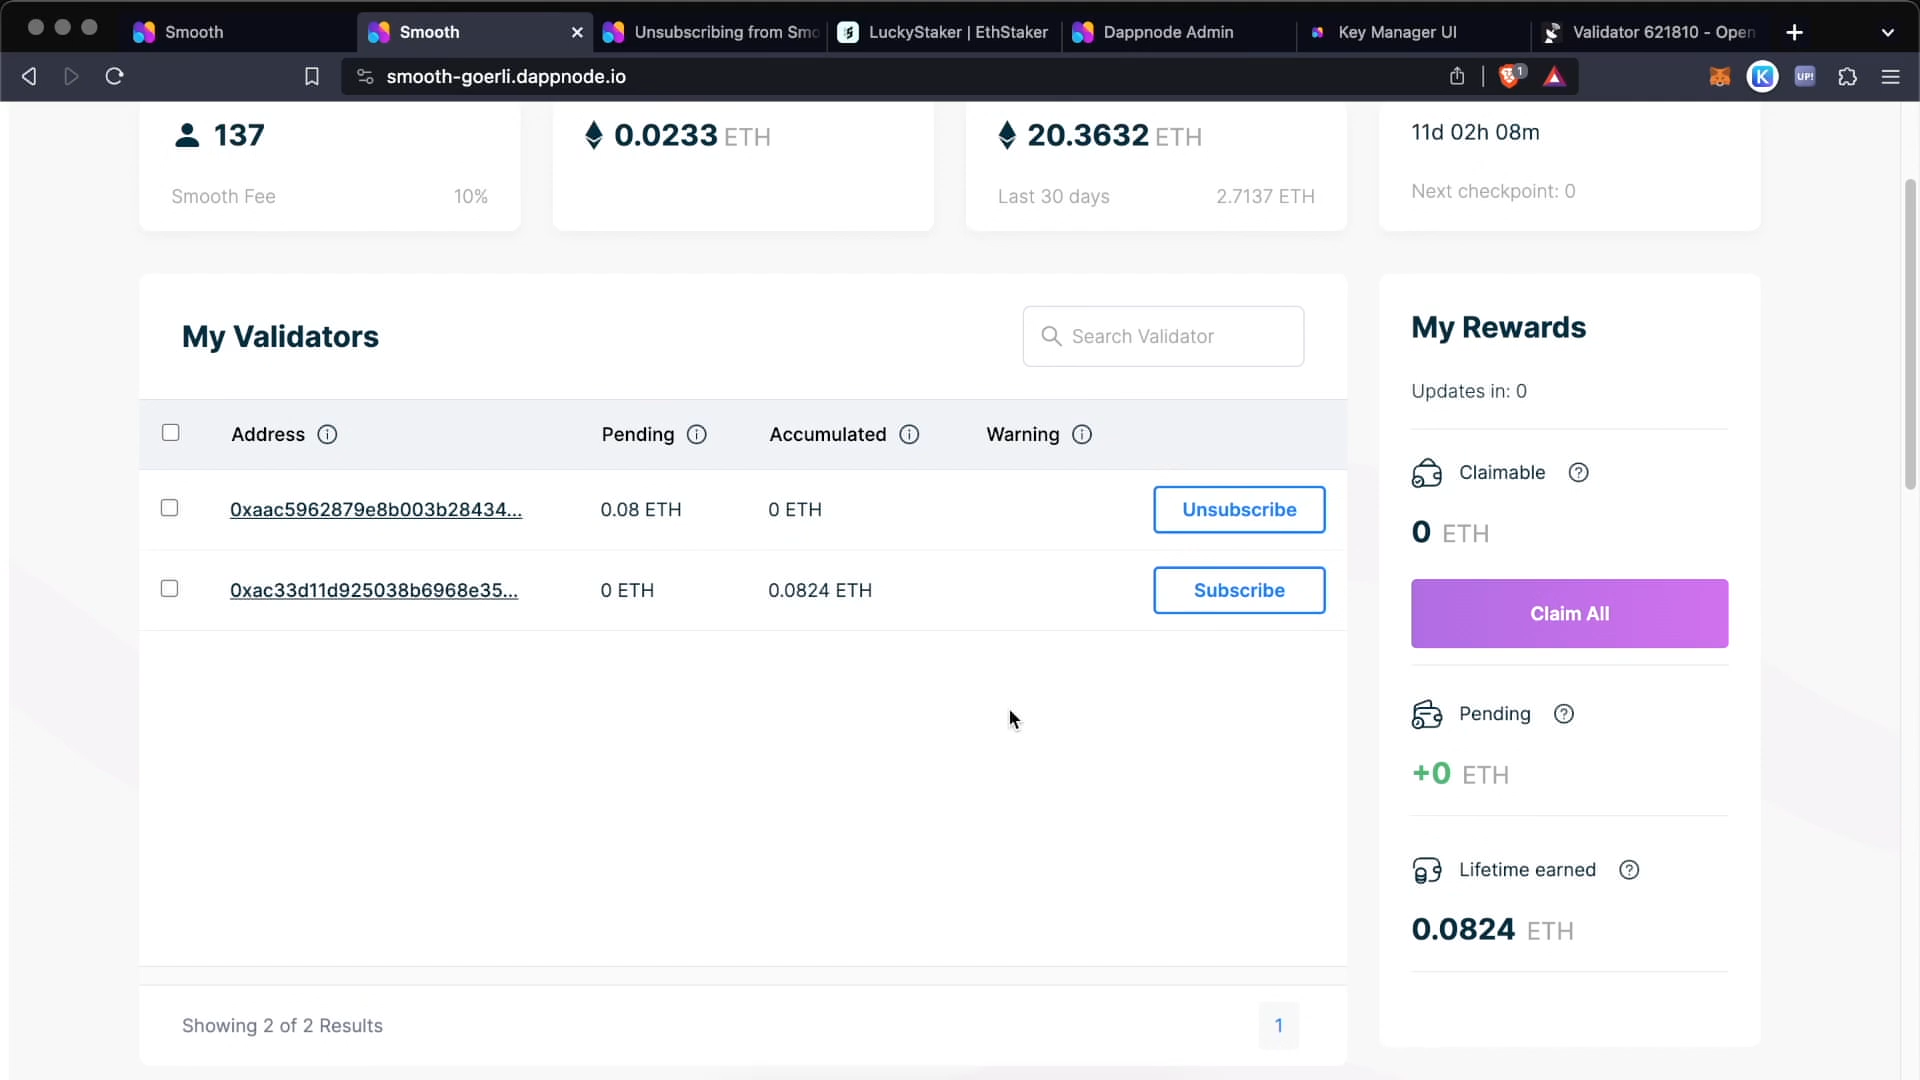 Smooth
Smooth
Unsubscribing from Smo
LuckyStaker | EthStaker
Dappnode Admin
Key Manager UI
Validator 621810 - Open
smooth-goerli.dappnode.io
1
K
UP!
137
0.0233 ETH
20.3632 ETH
11d 02h 08m
Smooth Fee 10%
Last 30 days 2.7137 ETH
Next checkpoint: 0
My Validators
Search Validator
Address Pending Accumulated Warning
0xaac5962879e8b003b28434... 0.08 ETH 0 ETH Unsubscribe
0xac33d11d925038b6968e35... 0 ETH 0.0824 ETH Subscribe
Showing 2 of 2 Results
1
My Rewards
Updates in: 0
Claimable
0 ETH
Claim All
Pending
+0 ETH
Lifetime earned
0.0824 ETH